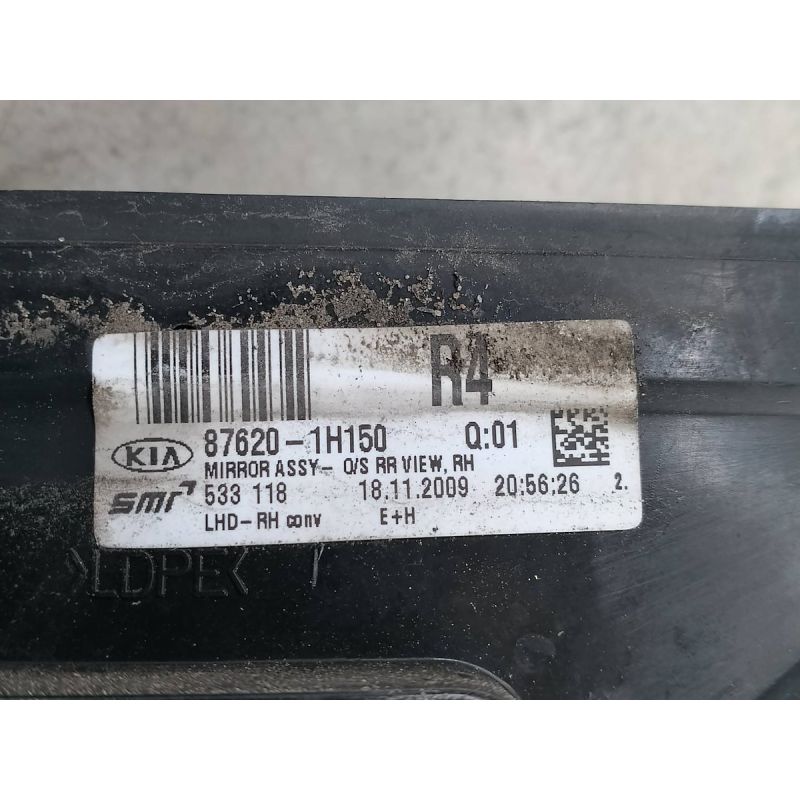 R4
KIA 87620-1H150 Q:01
MIRROR ASSY- O/S RR VIEW, RH
smr 533 118 18.11.2009 20:56:26 2.
LHD-RH conv E+H
>LDPE<